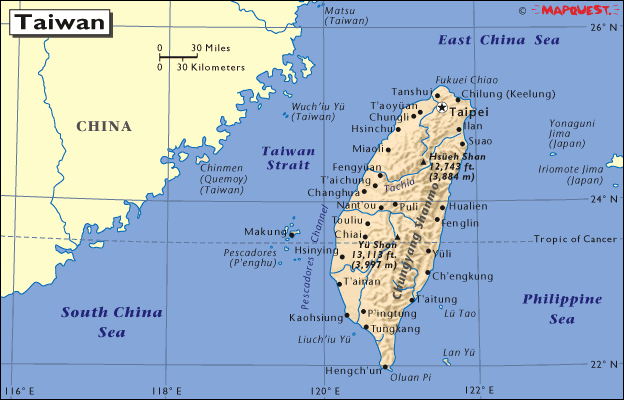 Taiwan
Matsu
(Taiwan)
© MAPQUEST.
26°N
30 Miles
0
0 30 Kilometers
East China Sea
Fukuei Chiao
Tanshui
Chilung (Keelung)
T'aoyüan
Taipei
Wuch'iu Yü
(Taiwan)
Chungli
Hsinchu
Ilan
CHINA
Suao
Yonaguni
Jima
(Japan)
Taiwan
Strait
Miaoli
Hsüeh Shan
12,743 ft.
(3,884 m)
Chinmen
(Quemoy)
(Taiwan)
Fengyuan
T'aichung
Tachia
Iriomote Jima
(Japan)
Changhua
Nant'ou
Puli
Hualien
24°N
Touliu
Fenglin
Makung
Chiai
Yü Shan
13,113 ft.
(3,997 m)
Chungyang Shanmo
Tropic of Cancer
Pescadores Channel
Pescadores
(P'enghu)
Hsinying
Yüli
T'ainan
Ch'engkung
South China
Sea
T'aitung
Philippine
Sea
Kaohsiung
P'ingtung
Lü Tao
Liuch'iu Yü
Tungkang
Lan Yü
22°N
Hengch'un
Oluan Pi
116°E
118°E
120°E
122°E